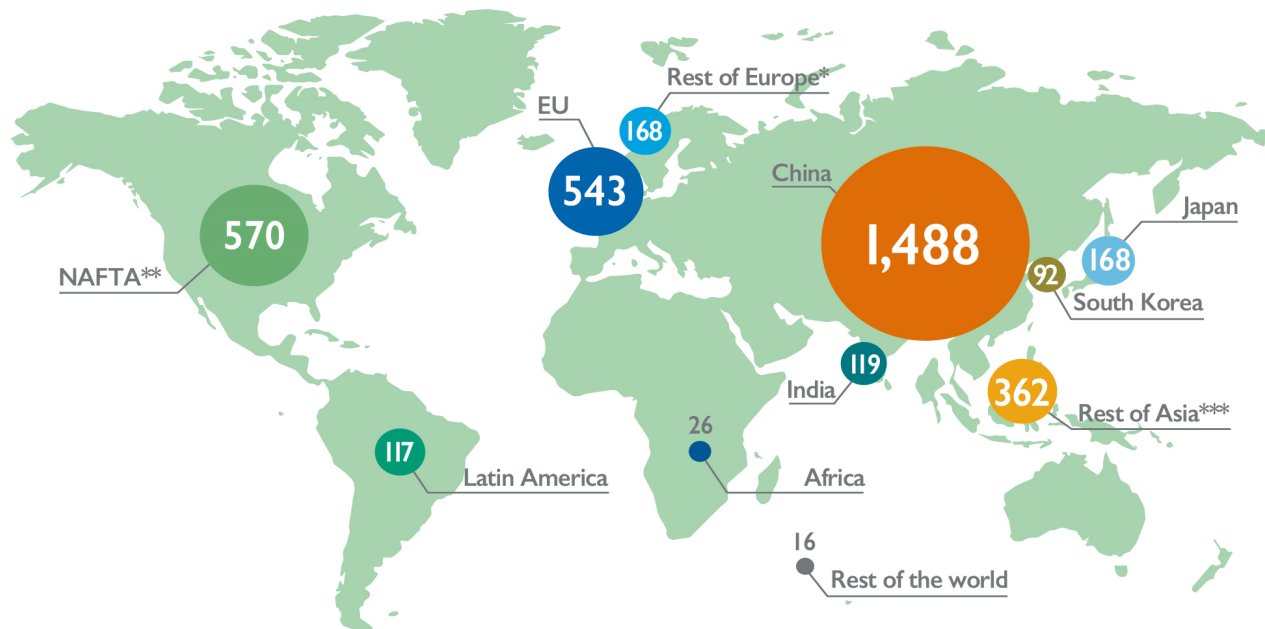 Rest of Europe*
168
EU
543
China
1,488
Japan
168
570
NAFTA**
92
South Korea
119
India
362
Rest of Asia***
117
Latin America
26
Africa
16
Rest of the world